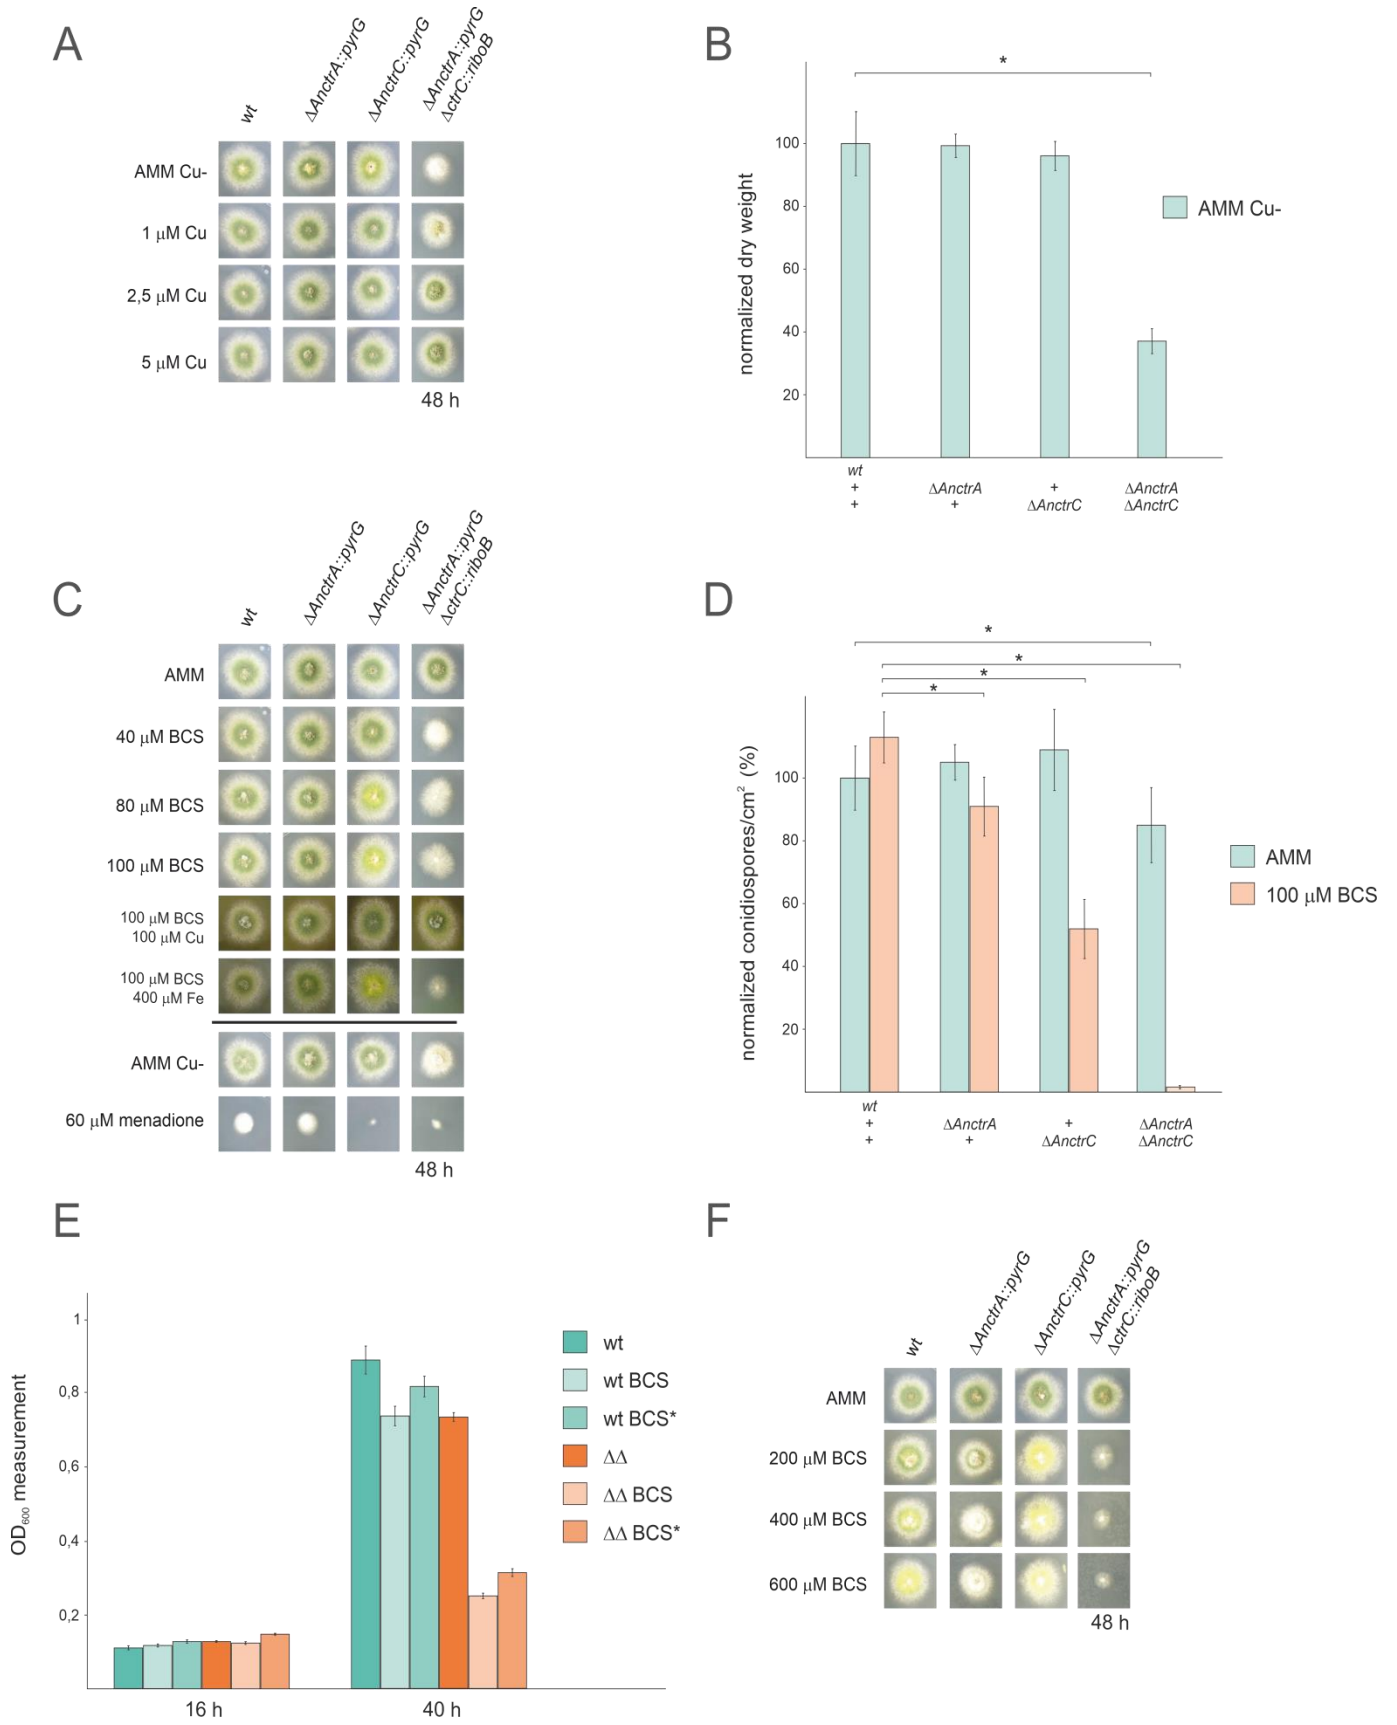 A
wt
ΔAnctrA::pyrG
ΔAnctrC::pyrG
ΔAnctrA::pyrG
ΔctrC::riboB
AMM Cu-
1 µM Cu
2,5 µM Cu
5 µM Cu
48 h
B
*
normalized dry weight
100
80
60
40
20
AMM Cu-
wt
+ ΔAnctrA + ΔAnctrA
+ + ΔAnctrC ΔAnctrC
C
wt
ΔAnctrA::pyrG
ΔAnctrC::pyrG
ΔAnctrA::pyrG
ΔctrC::riboB
AMM
40 µM BCS
80 µM BCS
100 µM BCS
100 µM BCS
100 µM Cu
100 µM BCS
400 µM Fe
AMM Cu-
60 µM menadione
48 h
D
*
*
*
*
normalized conidiospores/cm² (%)
100
80
60
40
20
AMM
100 µM BCS
wt
+ ΔAnctrA + ΔAnctrA
+ + ΔAnctrC ΔAnctrC
E
OD600 measurement
1
0,8
0,6
0,4
0,2
16 h 40 h
wt
wt BCS
wt BCS*
ΔΔ
ΔΔ BCS
ΔΔ BCS*
F
wt
ΔAnctrA::pyrG
ΔAnctrC::pyrG
ΔAnctrA::pyrG
ΔctrC::riboB
AMM
200 µM BCS
400 µM BCS
600 µM BCS
48 h